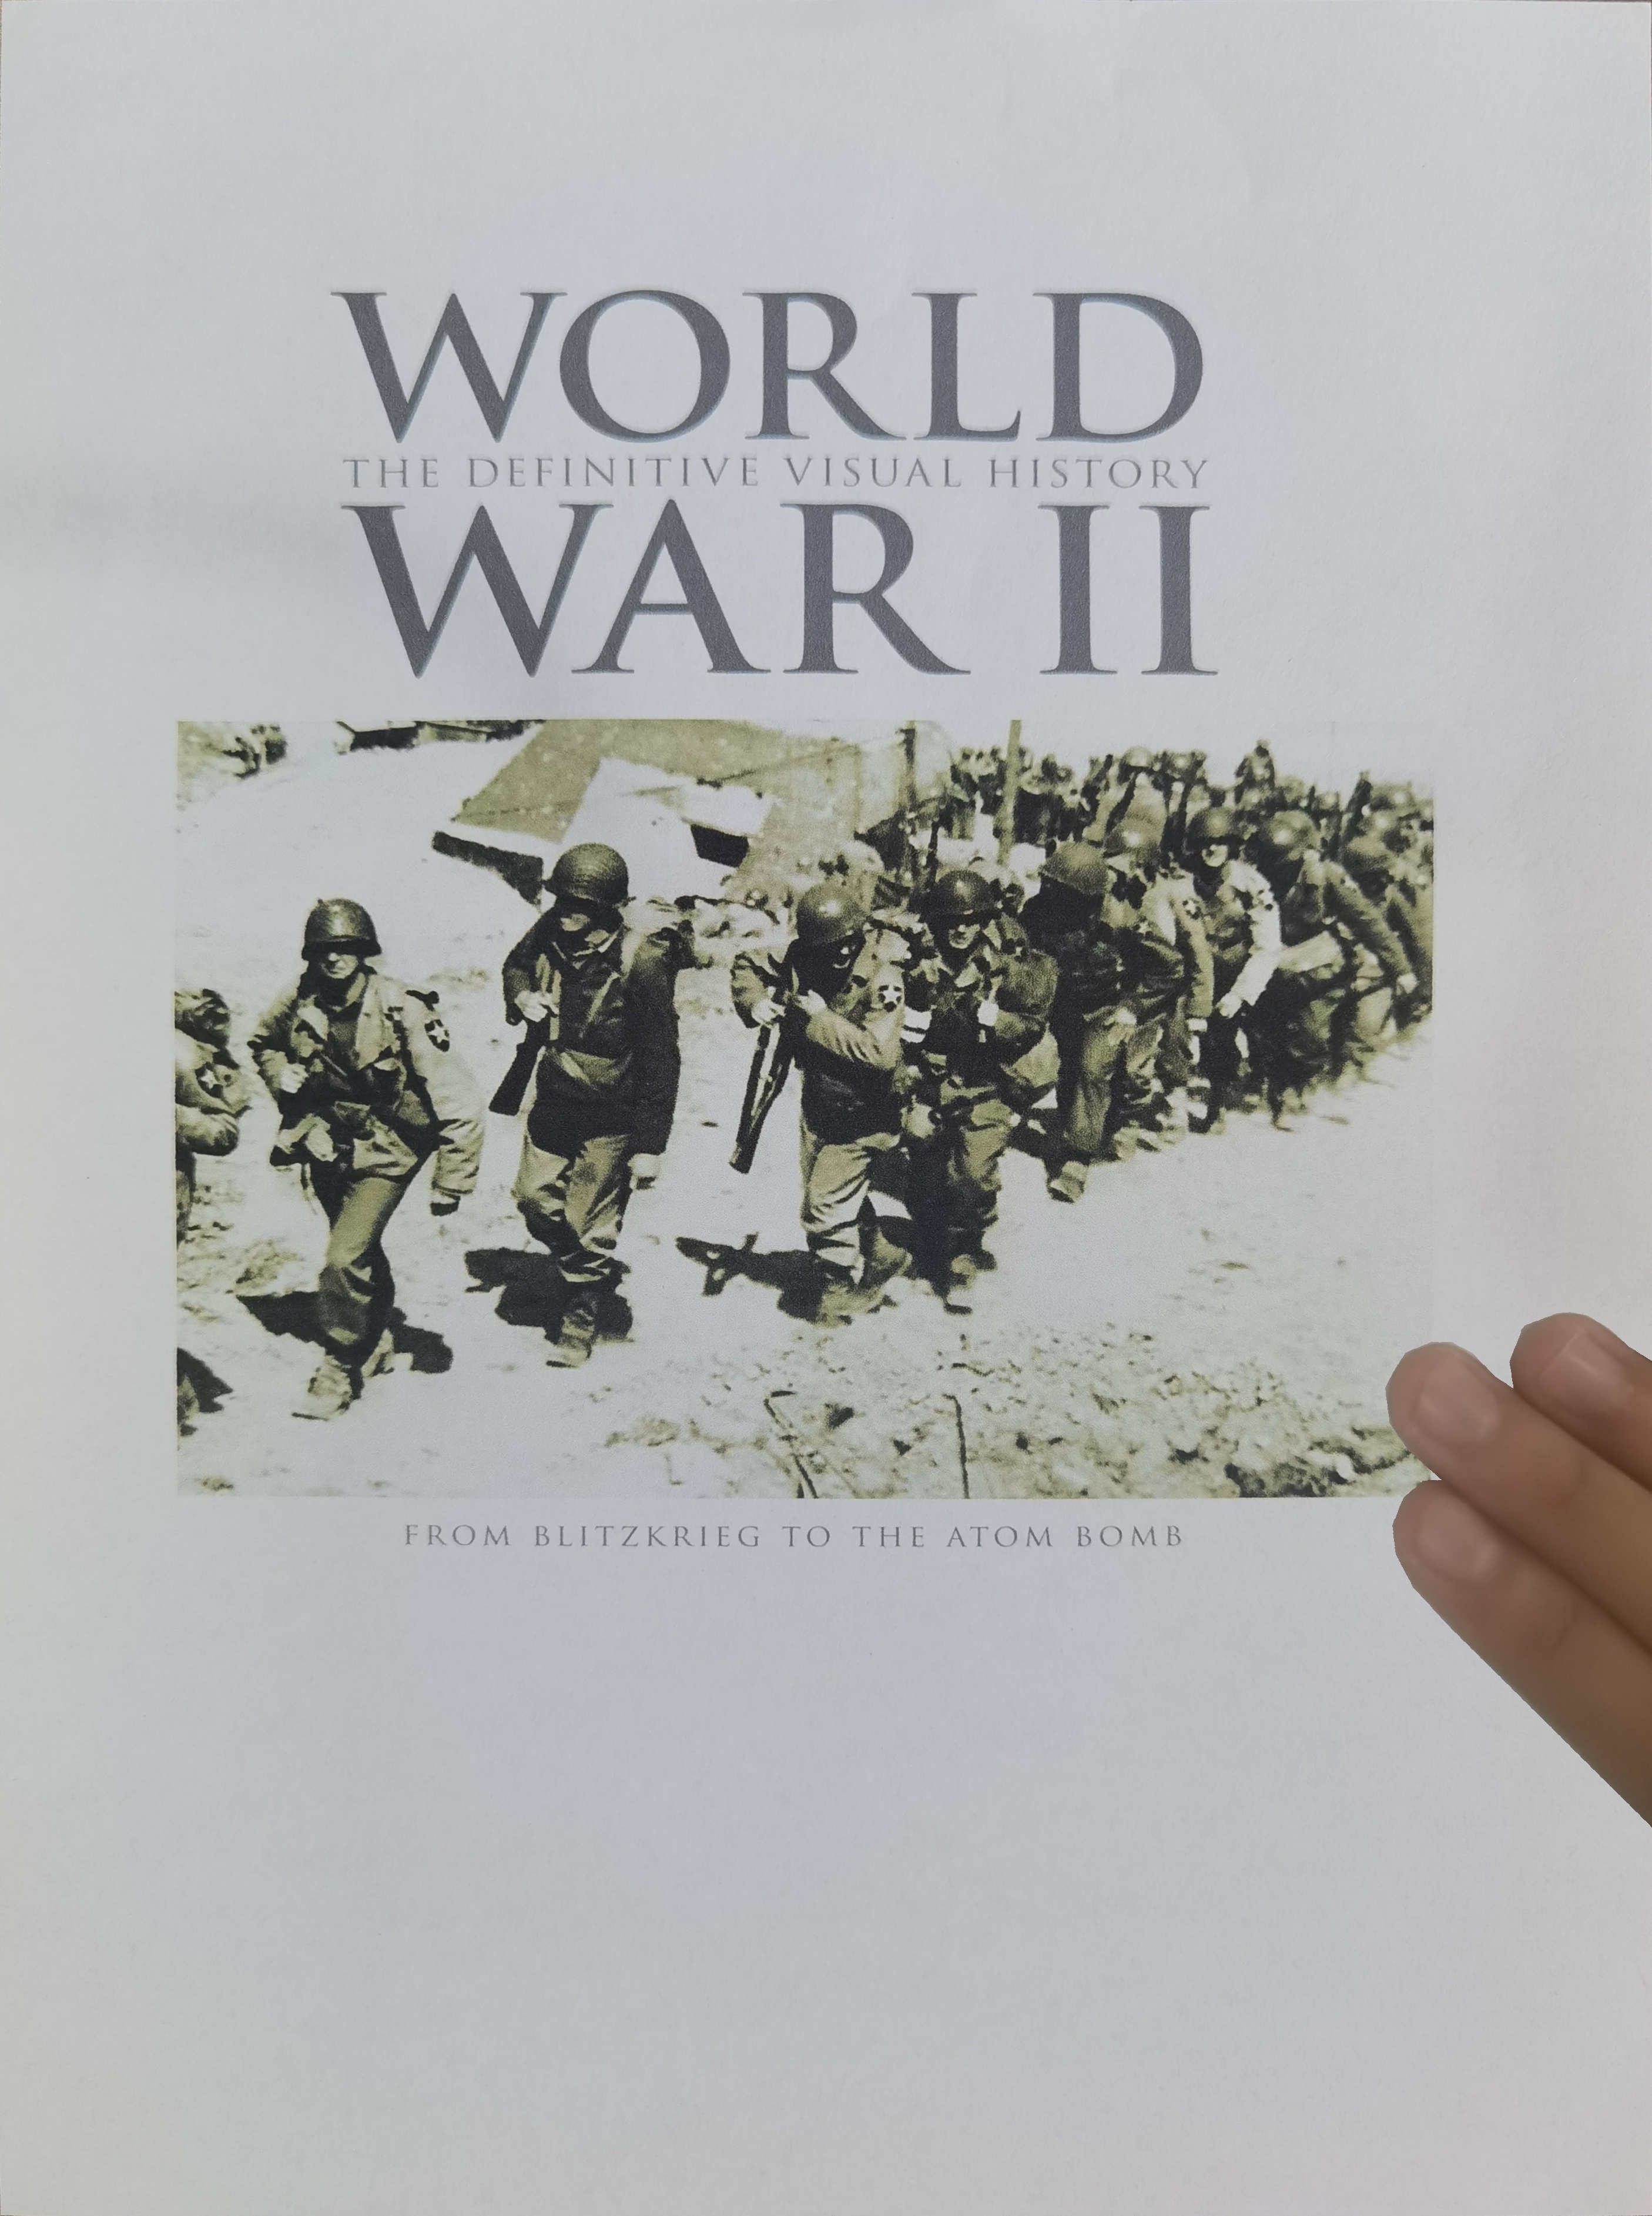 WORLD
THE DEFINITIVE VISUAL HISTORY
WAR II
FROM BLITZKRIEG TO THE ATOM BOMB